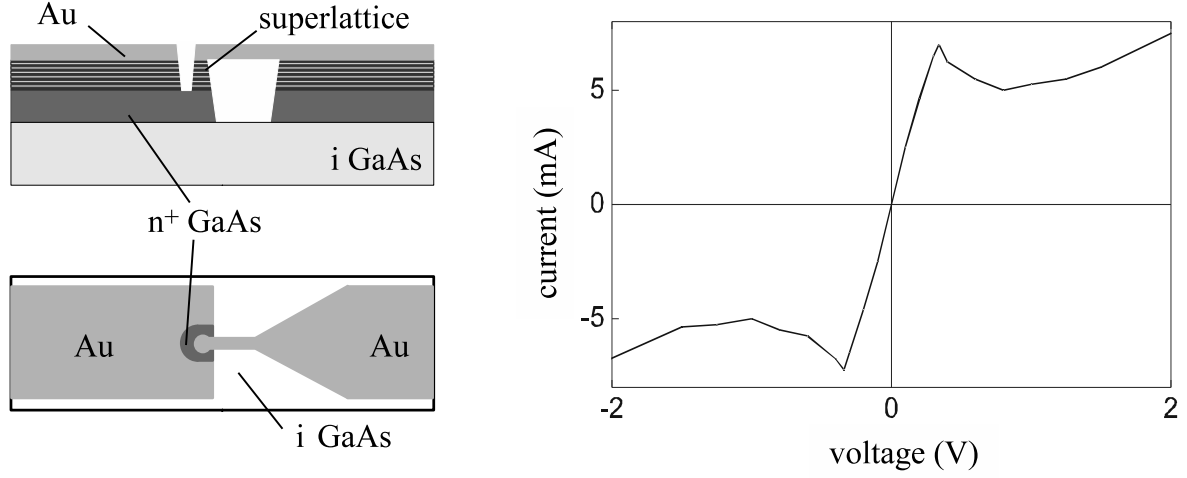 Au
superlattice
i GaAs
n+ GaAs
Au
Au
i GaAs
5
0
-5
-2
0
2
current (mA)
voltage (V)